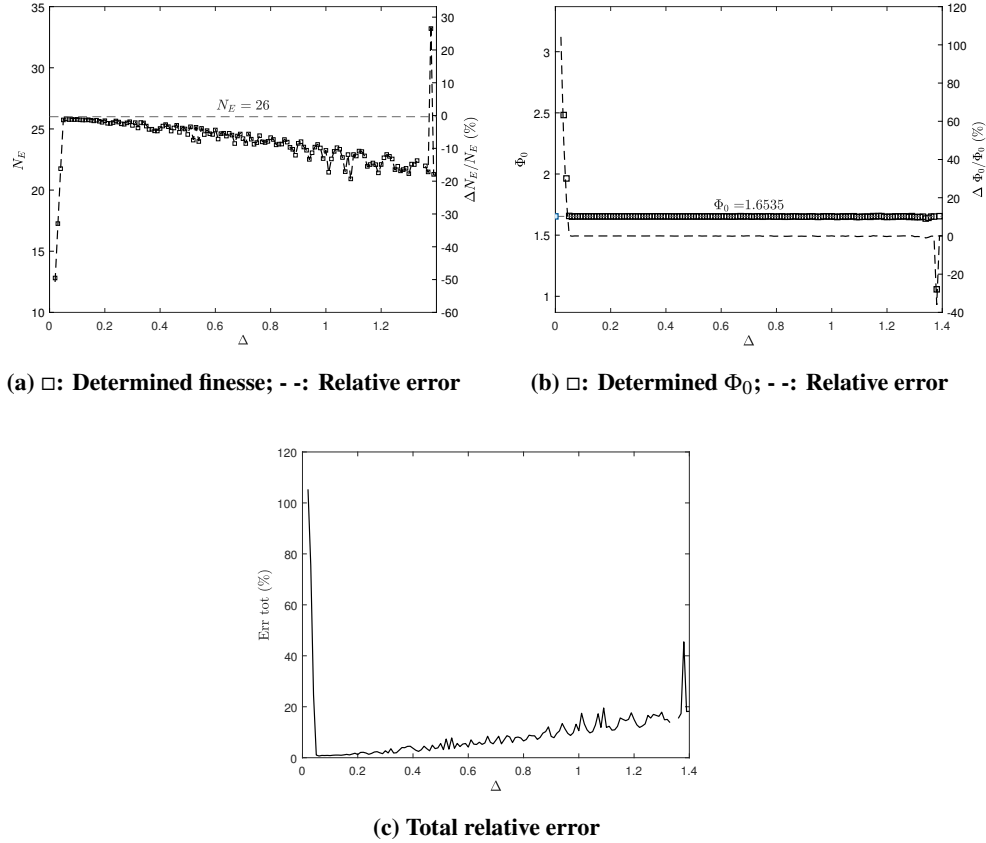 35
30
25
20
15
10
N_E
N_E = 26
30
20
10
0
-10
-20
-30
-40
-50
-60
ΔN_E/N_E (%)
0 0.2 0.4 0.6 0.8 1 1.2
Δ
3
2.5
2
1.5
1
Φ_0
Φ_0 =1.6535
120
100
80
60
40
20
0
-20
-40
Δ Φ_0/Φ_0 (%)
0 0.2 0.4 0.6 0.8 1 1.2 1.4
Δ
(a) □: Determined finesse; - -: Relative error
(b) □: Determined Φ_0; - -: Relative error
120
100
80
60
40
20
0
Err tot (%)
0 0.2 0.4 0.6 0.8 1 1.2 1.4
Δ
(c) Total relative error